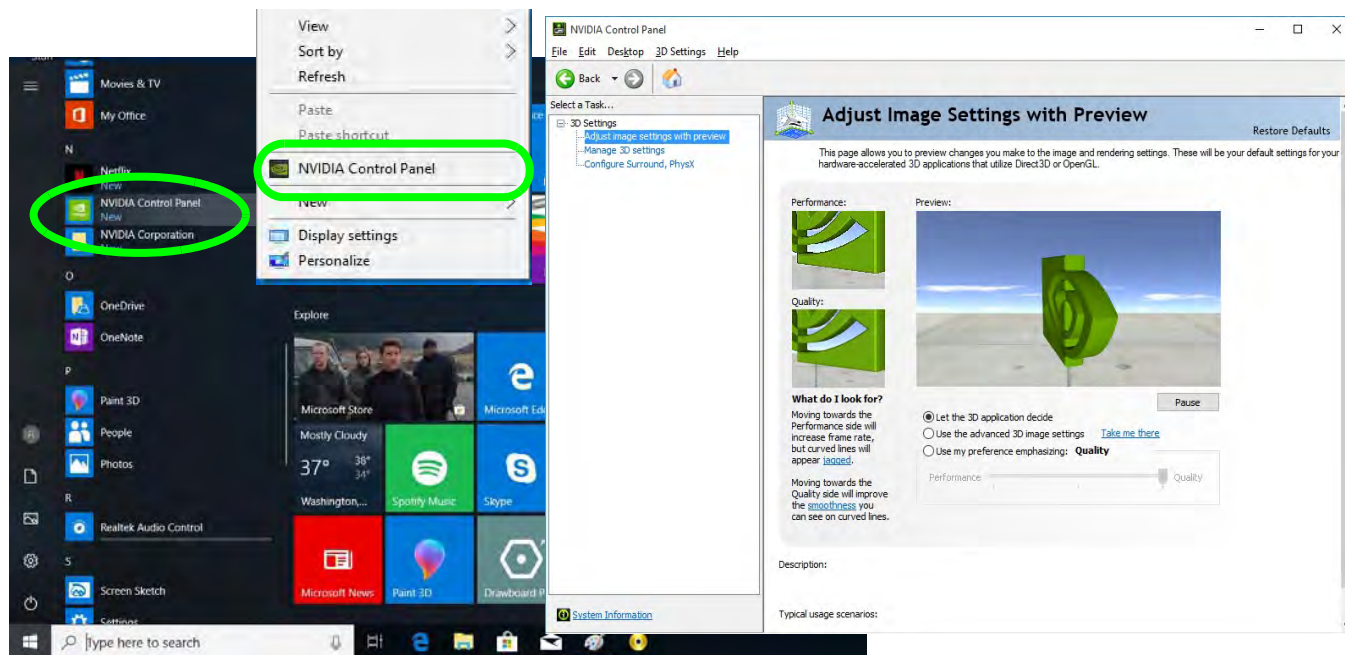 Movies & TV
My Office
N
Netflix
New
NVIDIA Control Panel
New
NVIDIA Corporation
O
OneDrive
OneNote
P
Paint 3D
People
Photos
R
Realtek Audio Control
S
Screen Sketch
Settings
Type here to search
Explore
Microsoft Store
Microsoft Ed
Mostly Cloudy
37°
38°
34°
Washington,...
Spotify Music
Skype
Microsoft News
Paint 3D
Drawboard P
View
Sort by
Refresh
Paste
Paste shortcut
NVIDIA Control Panel
New
Display settings
Personalize
NVIDIA Control Panel
File Edit Desktop 3D Settings Help
Back
Select a Task...
3D Settings
Adjust image settings with preview
Manage 3D settings
Configure Surround, PhysX
System Information
Adjust Image Settings with Preview
Restore Defaults
This page allows you to preview changes you make to the image and rendering settings. These will be your default settings for your
hardware-accelerated 3D applications that utilize Direct3D or OpenGL.
Performance:
Preview:
Quality:
What do I look for?
Moving towards the
Performance side will
increase frame rate,
but curved lines will
appear jagged.
Moving towards the
Quality side will improve
the smoothness you
can see on curved lines.
Pause
Let the 3D application decide
Use the advanced 3D image settings Take me there
Use my preference emphasizing: Quality
Performance Quality
Description:
Typical usage scenarios: